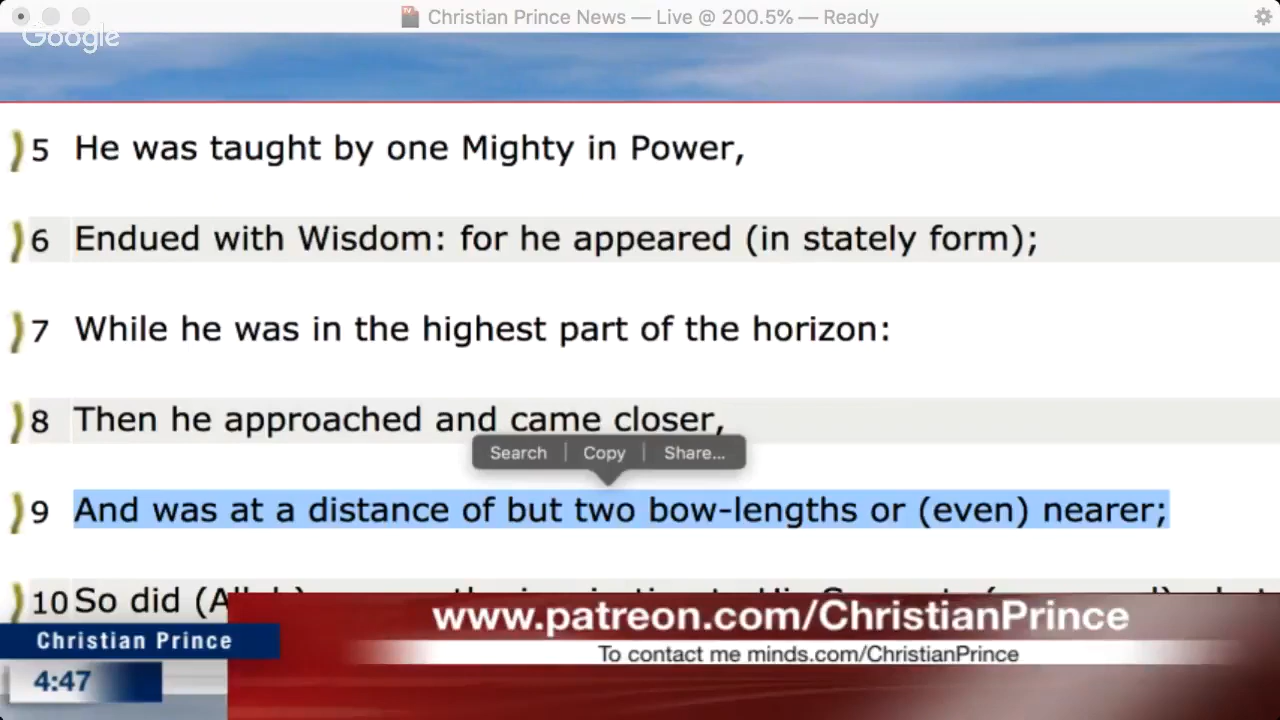 Christian Prince News — Live @ 200.5% — Ready
Google
5 He was taught by one Mighty in Power,
6 Endued with Wisdom: for he appeared (in stately form);
7 While he was in the highest part of the horizon:
8 Then he approached and came closer,
Search Copy Share...
9 And was at a distance of but two bow-lengths or (even) nearer;
10 So did
www.patreon.com/ChristianPrince
Christian Prince
To contact me minds.com/ChristianPrince
4:47